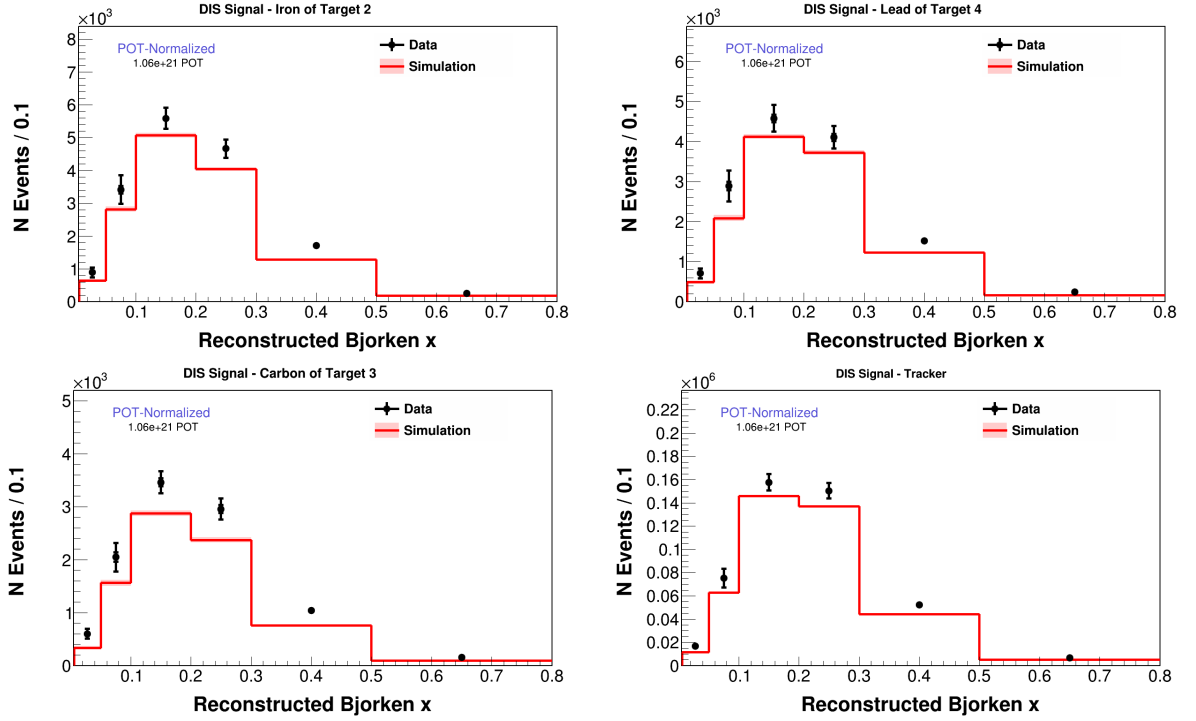 DIS Signal - Iron of Target 2
×10³
POT-Normalized
1.06e+21 POT
Data
Simulation
N Events / 0.1
8
7
6
5
4
3
2
1
0
0.1 0.2 0.3 0.4 0.5 0.6 0.7 0.8
Reconstructed Bjorken x
DIS Signal - Lead of Target 4
×10³
POT-Normalized
1.06e+21 POT
Data
Simulation
N Events / 0.1
6
5
4
3
2
1
0
0.1 0.2 0.3 0.4 0.5 0.6 0.7 0.8
Reconstructed Bjorken x
DIS Signal - Carbon of Target 3
×10³
POT-Normalized
1.06e+21 POT
Data
Simulation
N Events / 0.1
5
4
3
2
1
0
0.1 0.2 0.3 0.4 0.5 0.6 0.7 0.8
Reconstructed Bjorken x
DIS Signal - Tracker
×10⁶
POT-Normalized
1.06e+21 POT
Data
Simulation
N Events / 0.1
0.22
0.2
0.18
0.16
0.14
0.12
0.1
0.08
0.06
0.04
0.02
0
0.1 0.2 0.3 0.4 0.5 0.6 0.7 0.8
Reconstructed Bjorken x